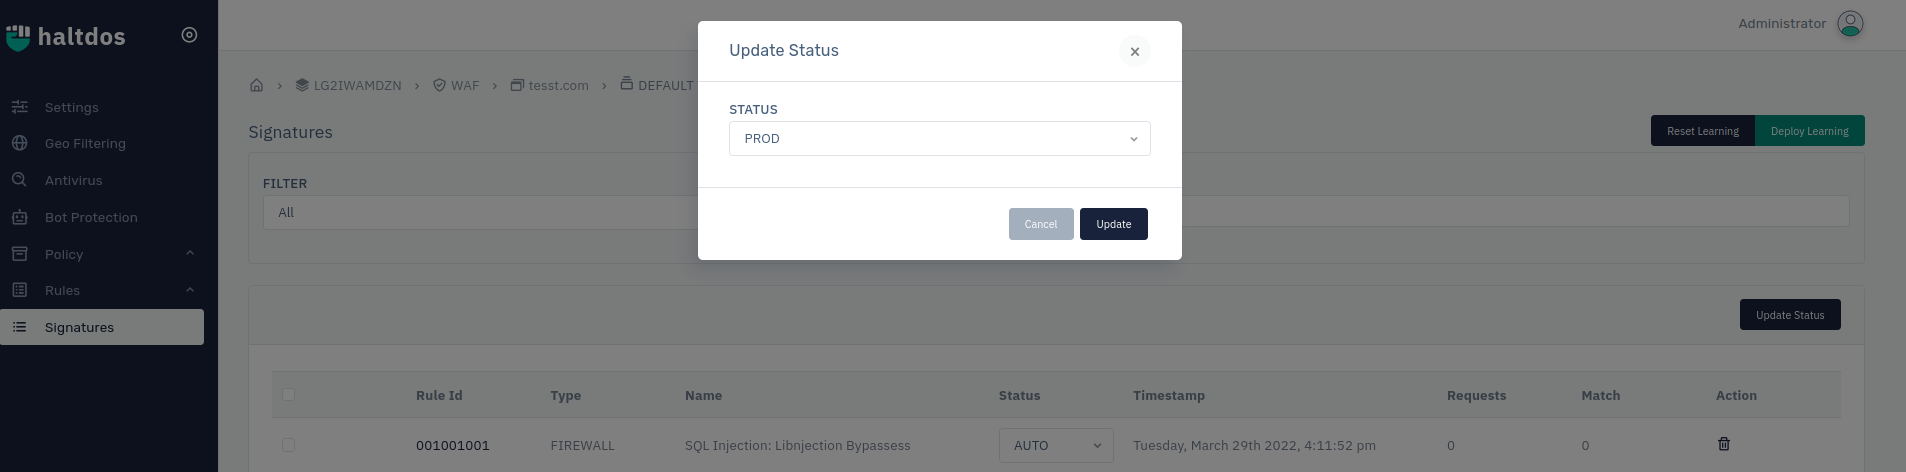 haltdos
Administrator
Settings
Geo Filtering
Antivirus
Bot Protection
Policy
Rules
Signatures
LG2IWAMDZN
WAF
tesst.com
DEFAULT
Signatures
Reset Learning
Deploy Learning
FILTER
All
Update Status
×
STATUS
PROD
Cancel
Update
Update Status
Rule Id Type Name Status Timestamp Requests Match Action
001001001 FIREWALL SQL Injection: Libnjection Bypassess AUTO Tuesday, March 29th 2022, 4:11:52 pm 0 0